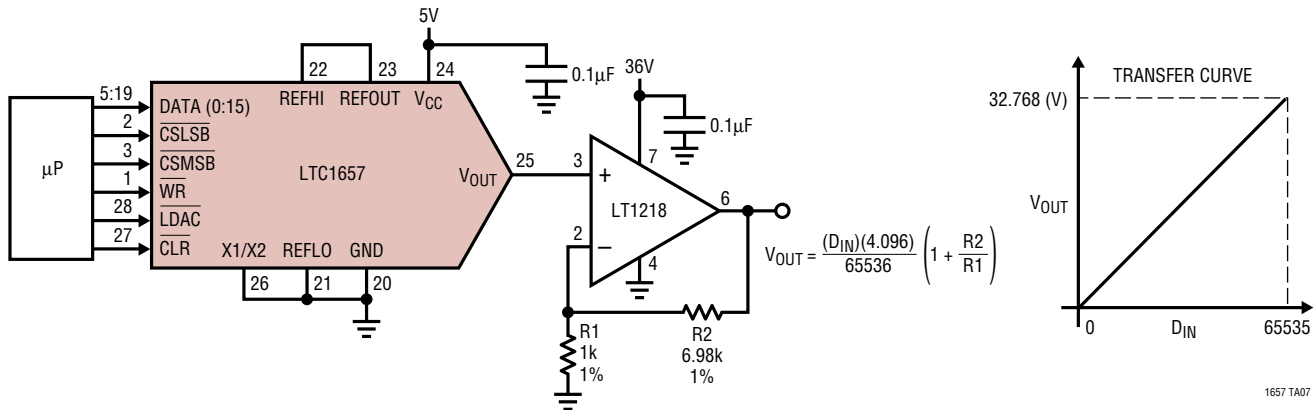 5V
22
23
24
0.1µF
36V
0.1µF
µP
5:19
2
3
1
28
27
DATA (0:15)
CSLSB
CSMSB
WR
LDAC
CLR
REFHI
REFOUT
VCC
LTC1657
VOUT
X1/X2
REFLO
GND
26
21
20
25
3
2
7
+
–
LT1218
6
4
R1
1k
1%
R2
6.98k
1%
VOUT = (DIN)(4.096) / 65536 (1 + R2 / R1)
TRANSFER CURVE
32.768 (V)
VOUT
0
DIN
65535
1657 TA07